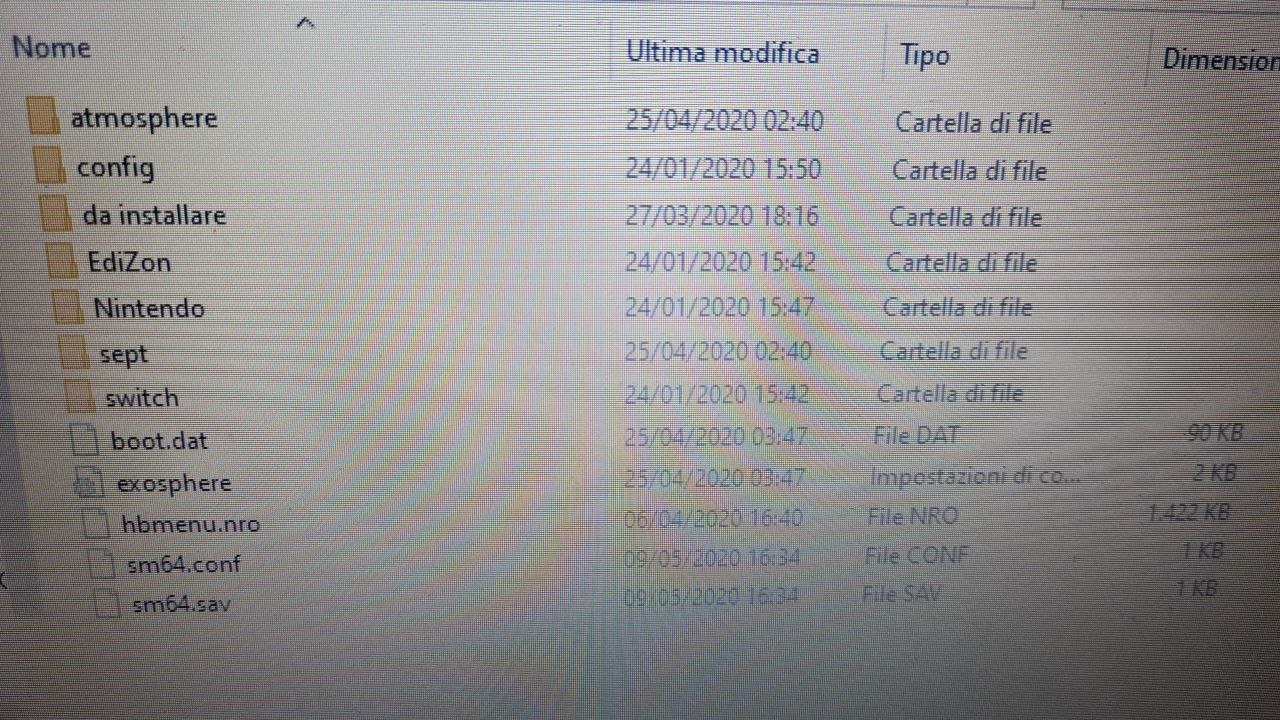 Nome Ultima modifica Tipo Dimension
atmosphere 25/04/2020 02:40 Cartella di file
config 24/01/2020 15:50 Cartella di file
da installare 27/03/2020 18:16 Cartella di file
EdiZon 24/01/2020 15:42 Cartella di file
Nintendo 24/01/2020 15:47 Cartella di file
sept 25/04/2020 02:40 Cartella di file
switch 24/01/2020 15:42 Cartella di file
boot.dat 25/04/2020 03:47 File DAT 90 KB
exosphere 25/04/2020 03:47 Impostazioni di co... 2 KB
hbmenu.nro 06/04/2020 16:40 File NRO 1.422 KB
sm64.conf 09/05/2020 16:34 File CONF 1 KB
sm64.sav 09/05/2020 16:34 File SAV 1 KB